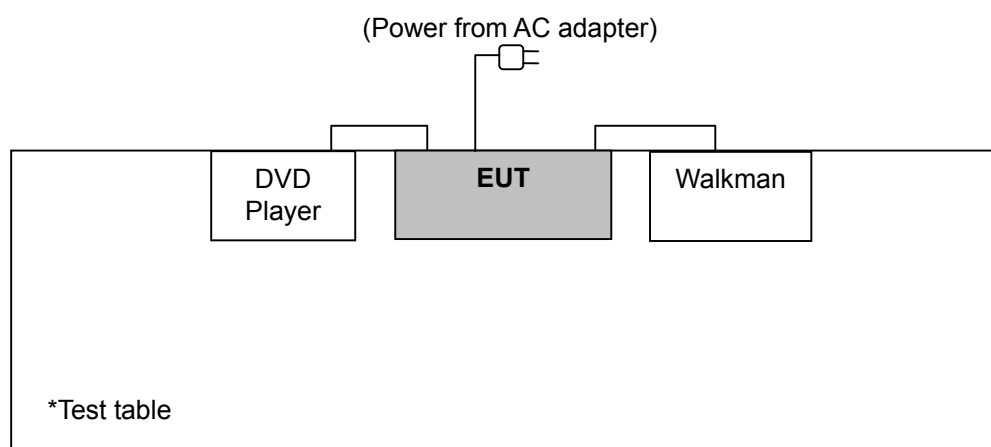 (Power from AC adapter)
DVD
Player
EUT
Walkman
*Test table